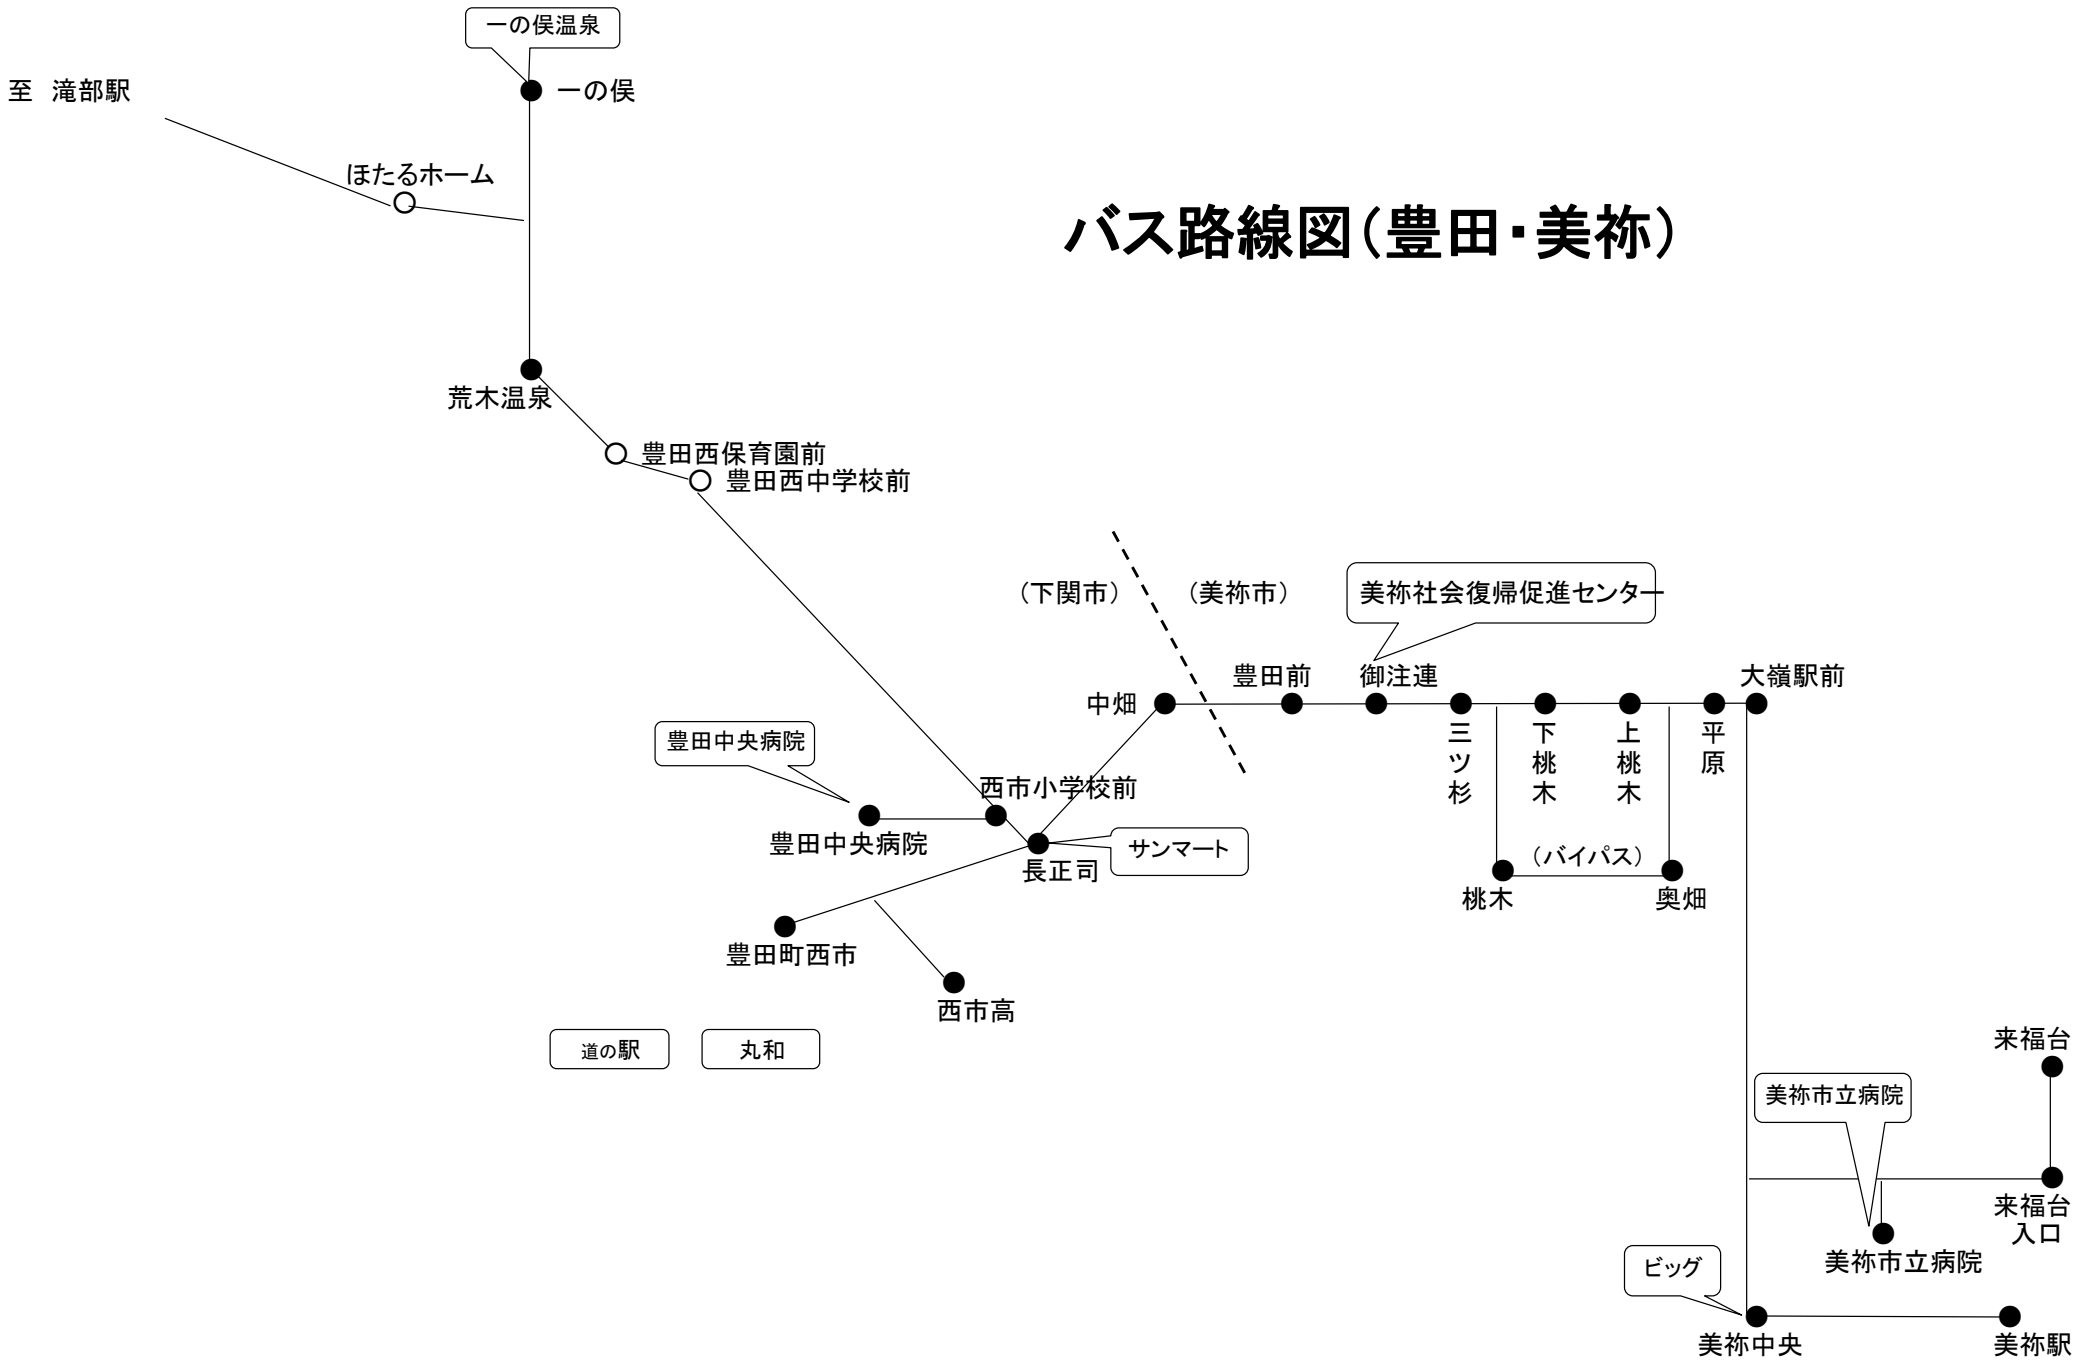 一の俣温泉
至　滝部駅
一の俣
ほたるホーム
バス路線図（豊田・美祢）
荒木温泉
豊田西保育園前
豊田西中学校前
（下関市）
（美祢市）
美祢社会復帰促進センター
中畑
豊田前
御注連
三ツ杉
下桃木
上桃木
平原
大嶺駅前
豊田中央病院
西市小学校前
豊田中央病院
長正司
サンマート
（バイパス）
桃木
奥畑
豊田町西市
西市高
道の駅
丸和
来福台
美祢市立病院
来福台
入口
美祢市立病院
ビッグ
美祢中央
美祢駅